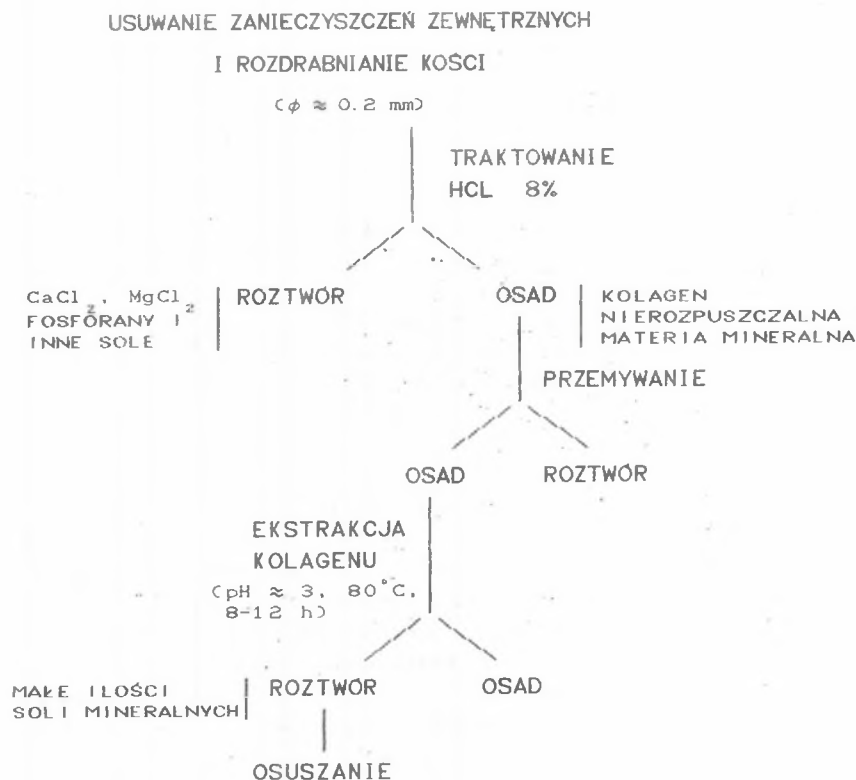 USUWANIE ZANIECZYSZCZEŃ ZEWNĘTRZNYCH
I ROZDRABNIANIE KOŚCI
(ϕ ≈ 0.2 mm)
TRAKTOWANIE
HCL 8%
CaCl₂, MgCl₂
FOSFORANY I
INNE SOLE
ROZTWÓR
OSAD
KOLAGEN
NIEROZPUSZCZALNA
MATERIA MINERALNA
PRZEMYWANIE
OSAD
ROZTWÓR
EKSTRAKCJA
KOLAGENU
(pH ≈ 3, 80°C,
8-12 h)
MAŁE ILOŚCI
SOLI MINERALNYCH
ROZTWÓR
OSAD
OSUSZANIE